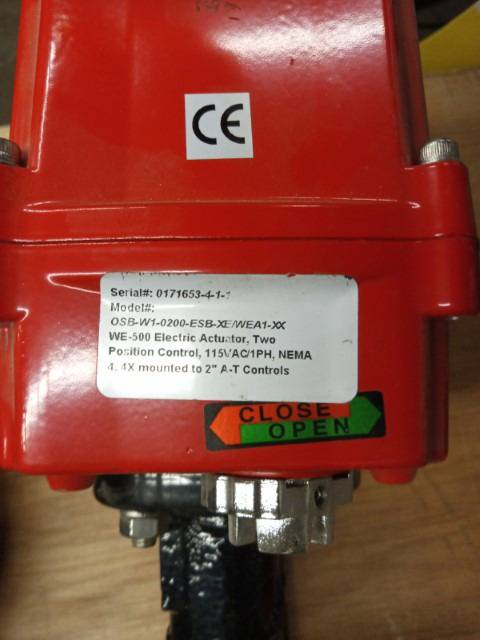 CE
Serial#: 0171653-4-1-1
Model#:
OSB-W1-0200-ESB-XE/WEA1-XX
WE-500 Electric Actuator, Two
Position Control, 115VAC/1PH, NEMA
4, 4X mounted to 2" A-T Controls
CLOSE
OPEN